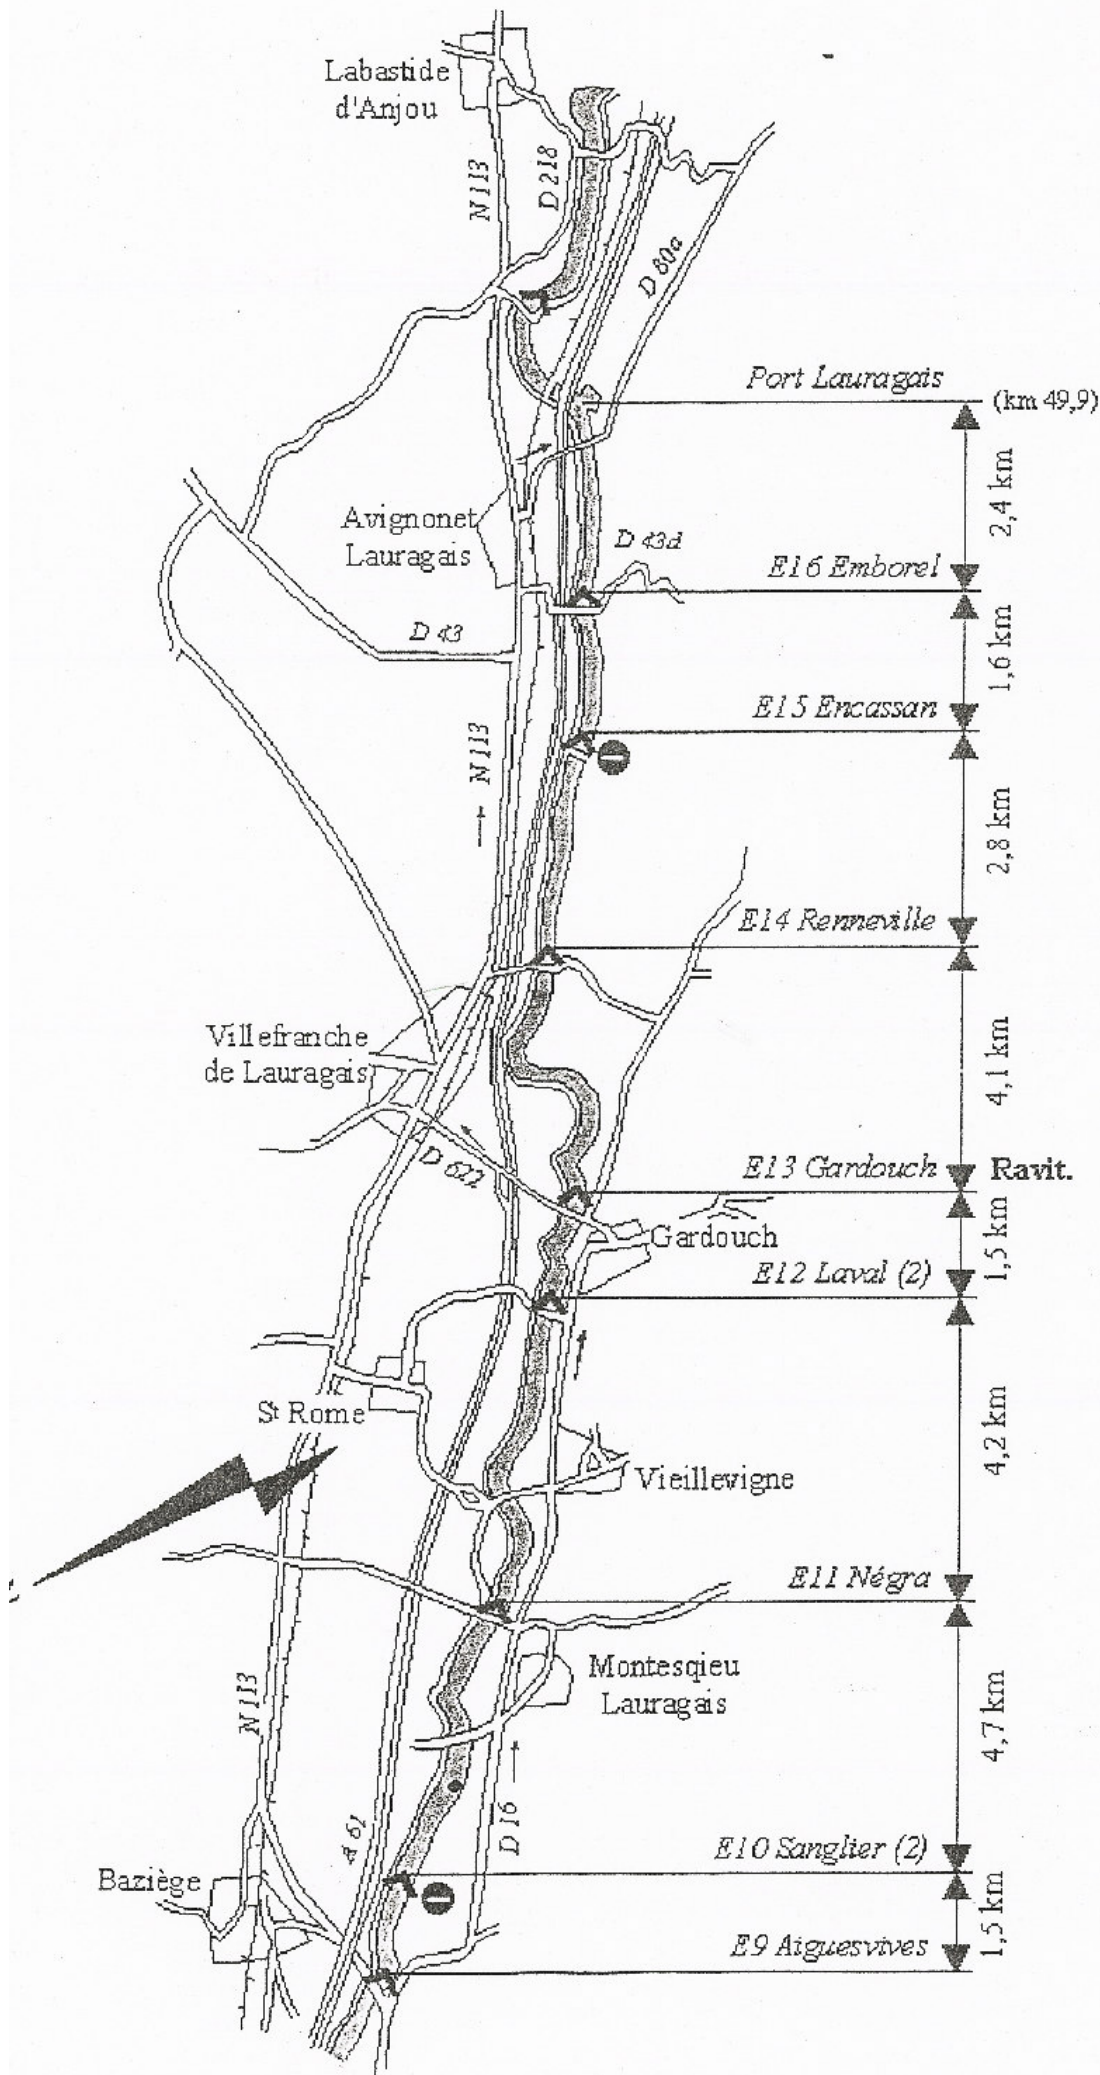 Labastide
d'Anjou
N 113
D 218
D 80a
Port Lauragais
(km 49,9)
2,4 km
Avignonet
Lauragais
D 43d
E16 Emborel
D 43
1,6 km
E15 Encassan
N 113
2,8 km
E14 Renneville
Villefranche
de Lauragais
4,1 km
D 622
E13 Gardouch
Ravit.
Gardouch
1,5 km
E12 Laval (2)
St Rome
4,2 km
Vieillevigne
E11 Négra
Montesqieu
Lauragais
N 113
4,7 km
A 61
D 16
E10 Sanglier (2)
Baziège
1,5 km
E9 Aiguesvives